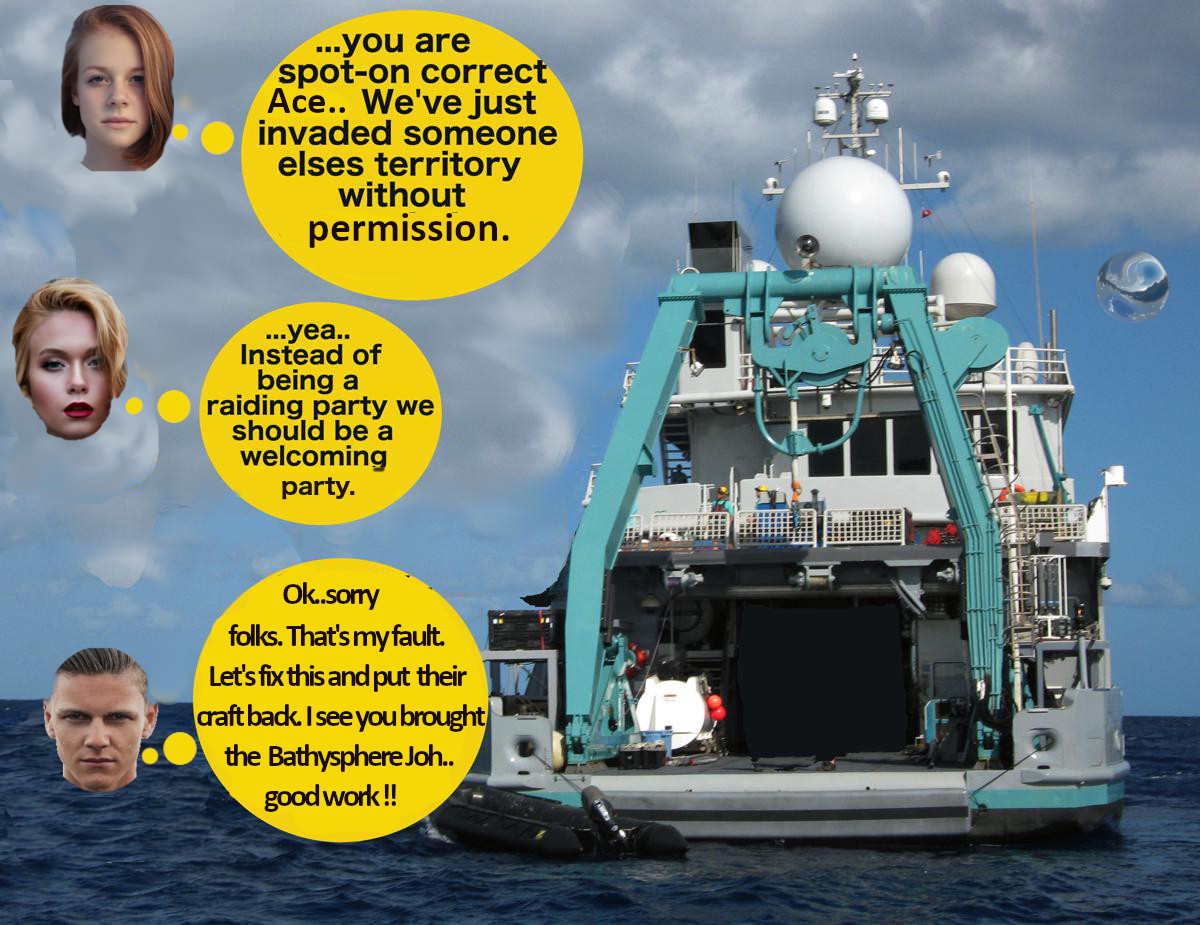 ...you are
spot-on correct
Ace.. We've just
invaded someone
elses territory
without
permission.
...yea..
Instead of
being a
raiding party we
should be a
welcoming
party.
Ok..sorry
folks. That's my fault.
Let's fix this and put their
craft back. I see you brought
the Bathysphere Joh..
good work !!